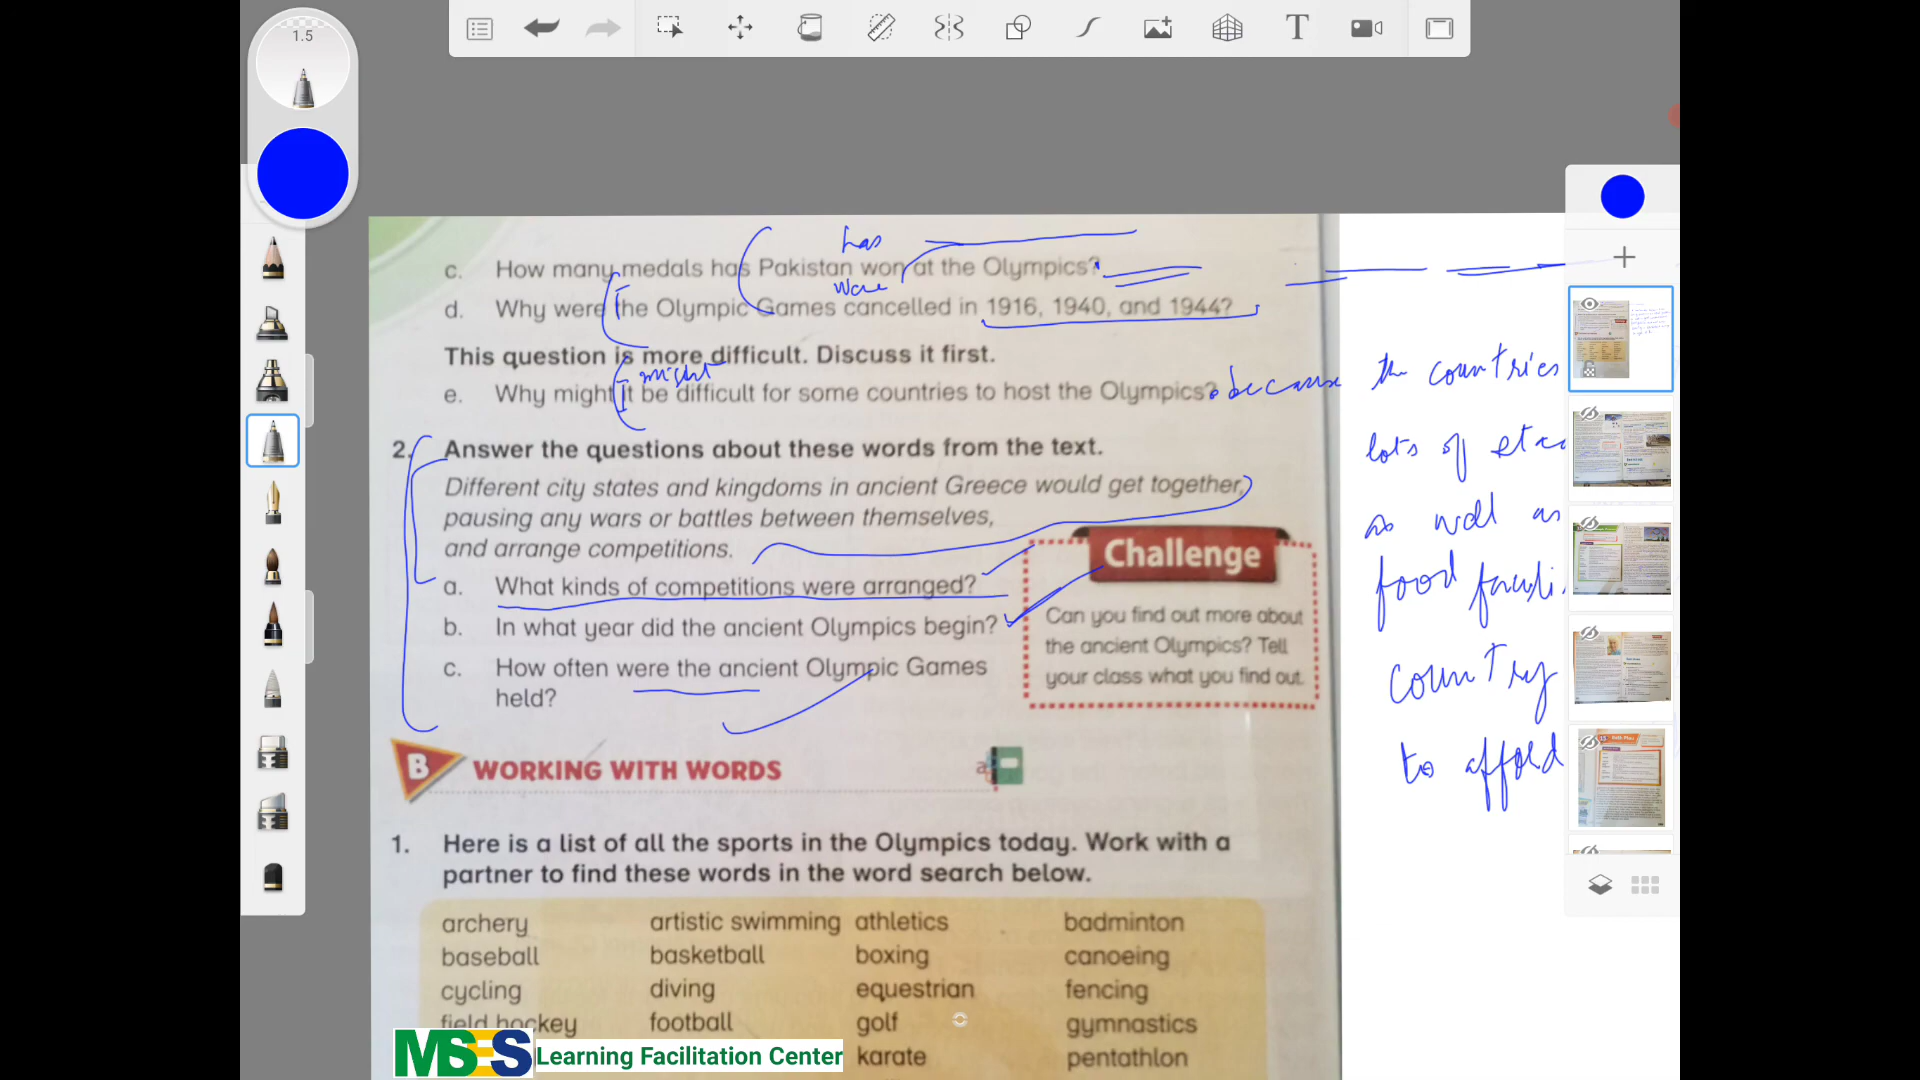 1.5
T
has
c. How many medals has Pakistan won at the Olympics?
were
d. Why were the Olympic Games cancelled in 1916, 1940, and 1944?
This question is more difficult. Discuss it first.
might
e. Why might it be difficult for some countries to host the Olympics? because the countries
2. Answer the questions about these words from the text.
lots of
Different city states and kingdoms in ancient Greece would get together,
pausing any wars or battles between themselves,
as well as
and arrange competitions.
Challenge
a. What kinds of competitions were arranged?
food
b. In what year did the ancient Olympics begin?
Can you find out more about
the ancient Olympics? Tell
your class what you find out.
c. How often were the ancient Olympic Games
held?
country
to afford
B WORKING WITH WORDS
1. Here is a list of all the sports in the Olympics today. Work with a
partner to find these words in the word search below.
archery artistic swimming athletics badminton
baseball basketball boxing canoeing
cycling diving equestrian fencing
field hockey football golf gymnastics
karate pentathlon
MSES Learning Facilitation Center